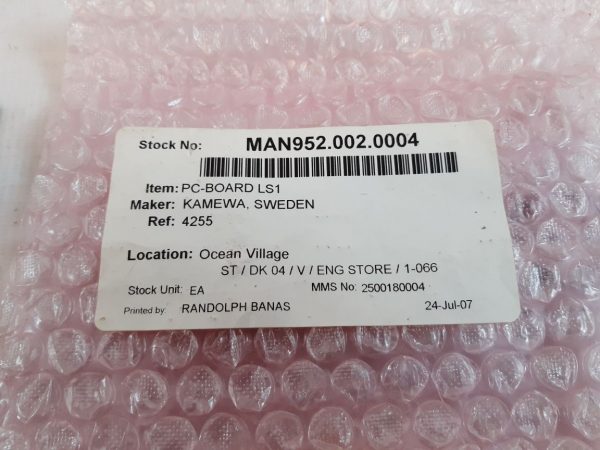 Stock No: MAN952.002.0004
Item: PC-BOARD LS1
Maker: KAMEWA, SWEDEN
Ref: 4255
Location: Ocean Village
ST / DK 04 / V / ENG STORE / 1-066
Stock Unit: EA MMS No: 2500180004
Printed by: RANDOLPH BANAS 24-Jul-07